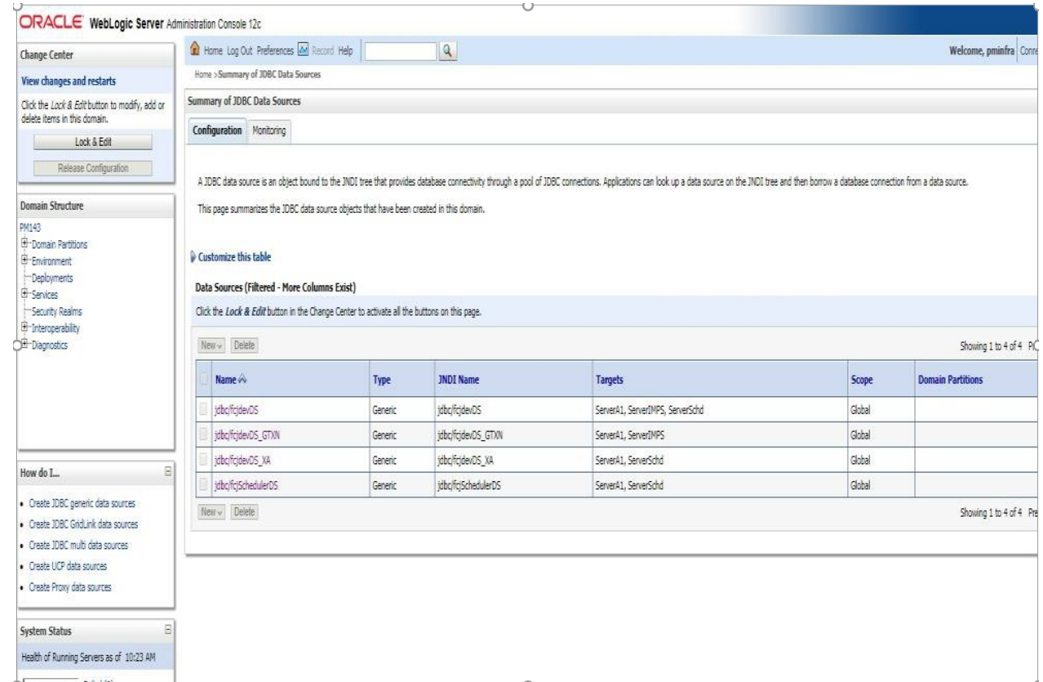 ORACLE WebLogic Server Administration Console 12c
Change Center
View changes and restarts
Click the Lock & Edit button to modify, add or
delete items in this domain.
Lock & Edit
Release Configuration
Domain Structure
PM143
Domain Partitions
Environment
Deployments
Services
Security Realms
Interoperability
Diagnostics
How do I...
Create JDBC generic data sources
Create JDBC GridLink data sources
Create JDBC multi data sources
Create UCP data sources
Create Proxy data sources
System Status
Health of Running Servers as of 10:23 AM
Home Log Out Preferences Record Help
Welcome, pminfra Conne
Home >Summary of JDBC Data Sources
Summary of JDBC Data Sources
Configuration Monitoring
A JDBC data source is an object bound to the JNDI tree that provides database connectivity through a pool of JDBC connections. Applications can look up a data source on the JNDI tree and then borrow a database connection from a data source.
This page summarizes the JDBC data source objects that have been created in this domain.
Customize this table
Data Sources (Filtered - More Columns Exist)
Click the Lock & Edit button in the Change Center to activate all the buttons on this page.
New Delete Showing 1 to 4 of 4
Name Type JNDI Name Targets Scope Domain Partitions
jdbc/fcjdevDS Generic jdbc/fcjdevDS ServerA1, ServerIMPS, ServerSchd Global
jdbc/fcjdevDS_GTXN Generic jdbc/fcjdevDS_GTXN ServerA1, ServerIMPS Global
jdbc/fcjdevDS_XA Generic jdbc/fcjdevDS_XA ServerA1, ServerSchd Global
jdbc/fcjSchedulerDS Generic jdbc/fcjSchedulerDS ServerA1, ServerSchd Global
New Delete Showing 1 to 4 of 4 Pre